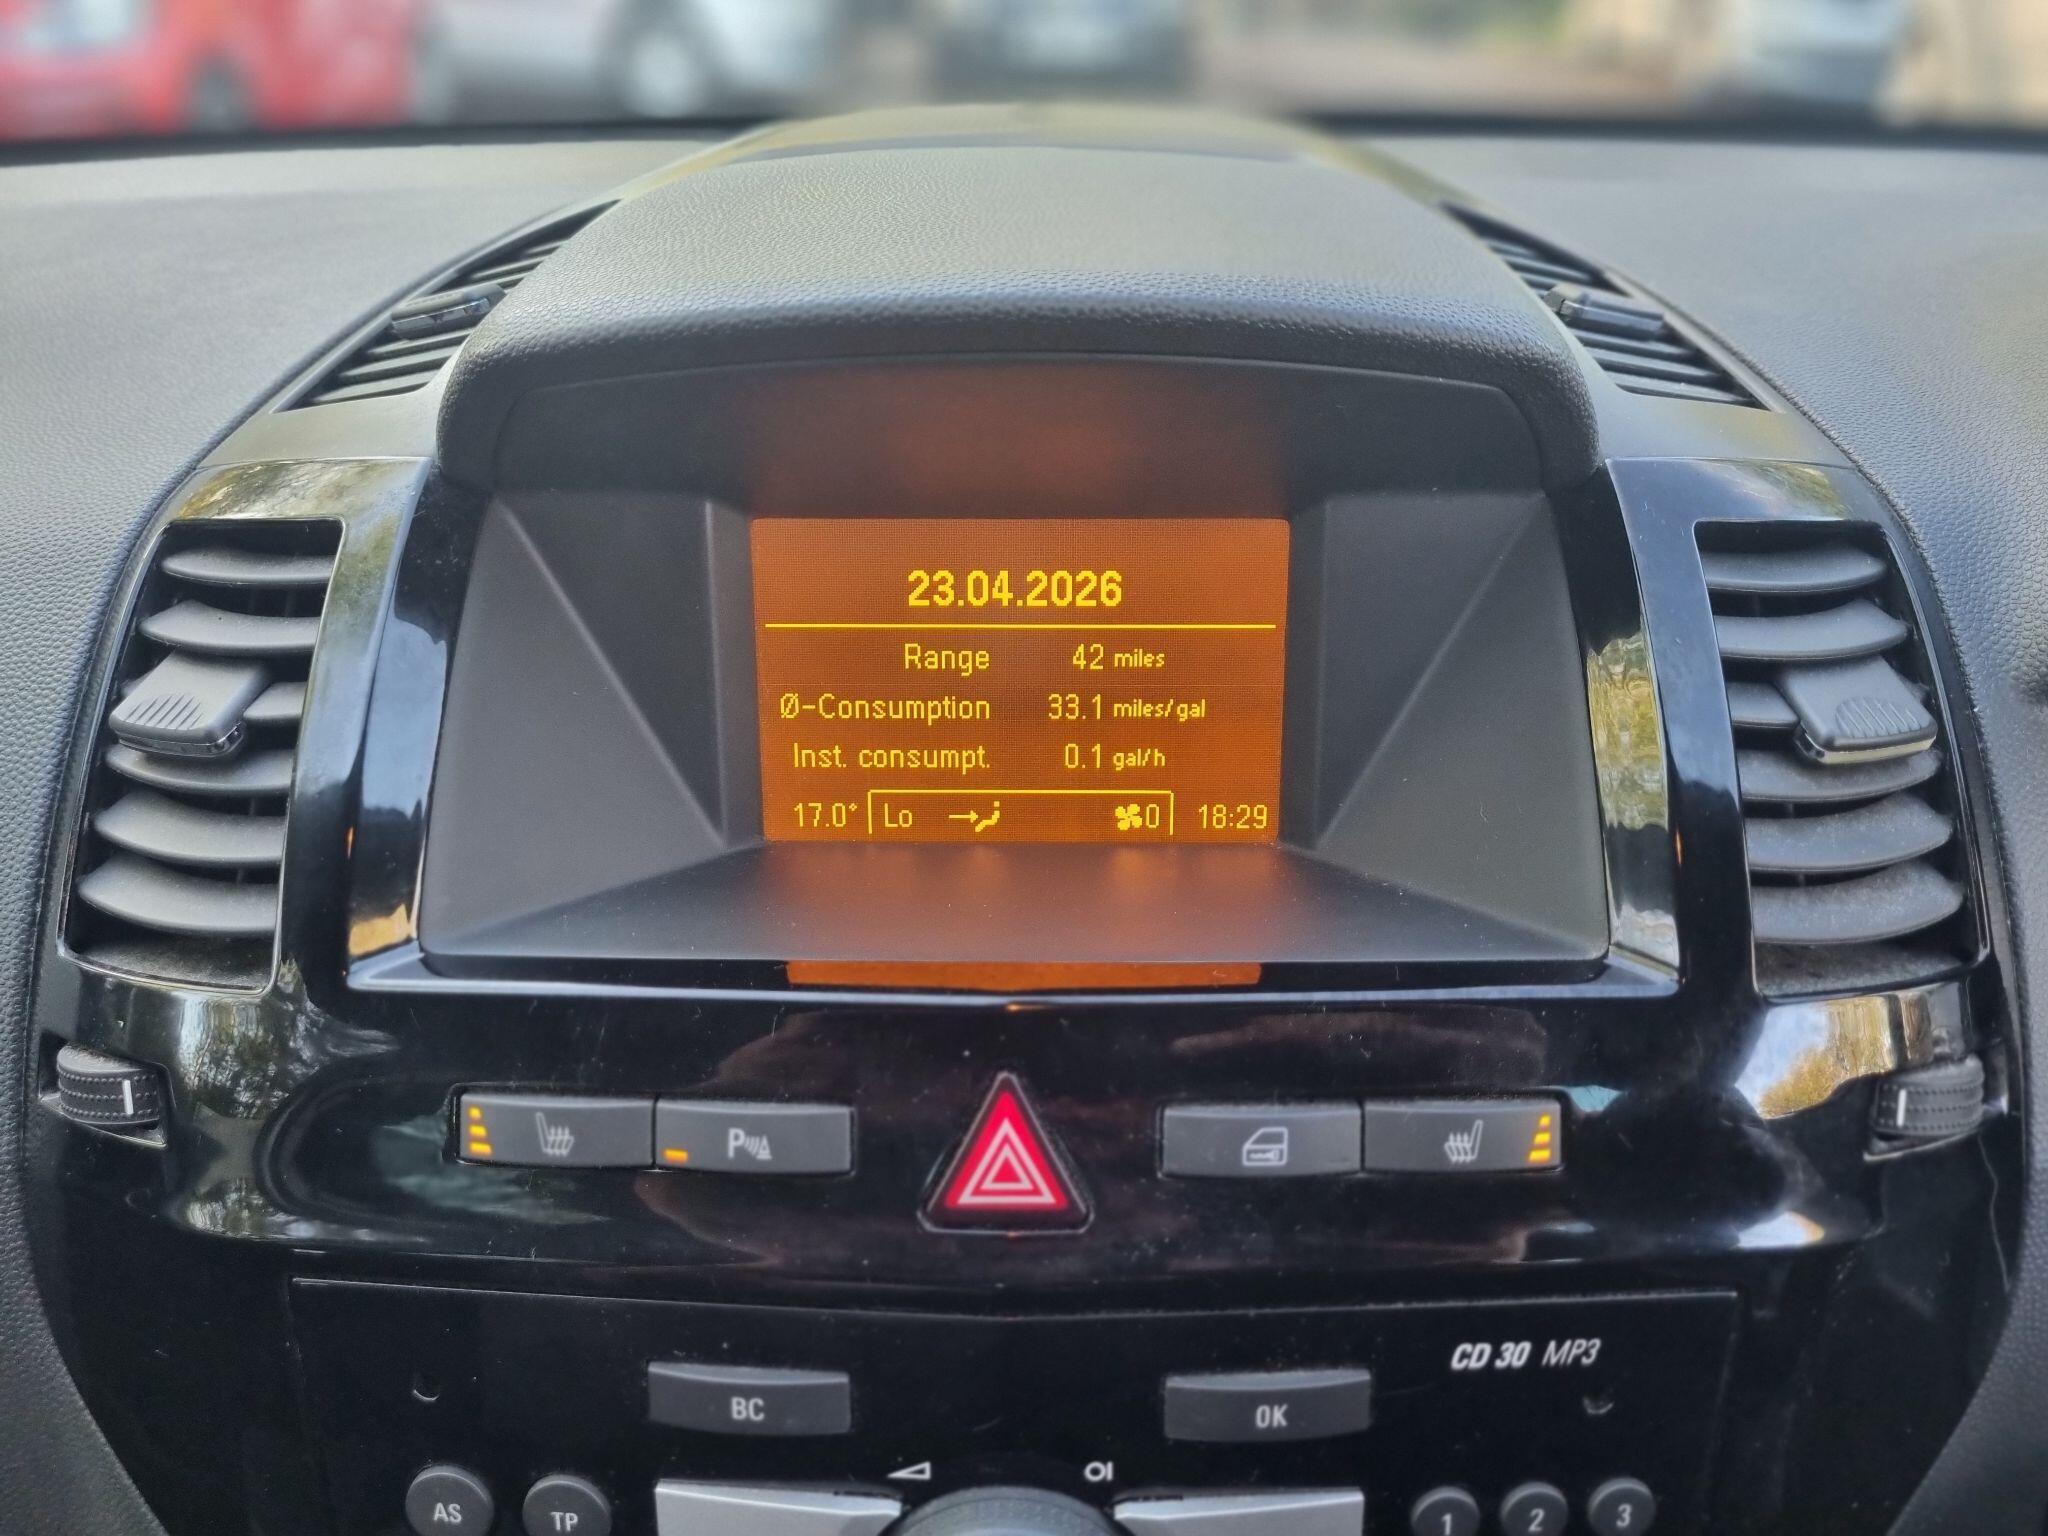 23.04.2026
Range 42 miles
Ø-Consumption 33.1 miles/gal
Inst. consumpt. 0.1 gal/h
17.0° Lo 0 18:29
P
CD 30 MP3
BC OK
AS TP 1 2 3